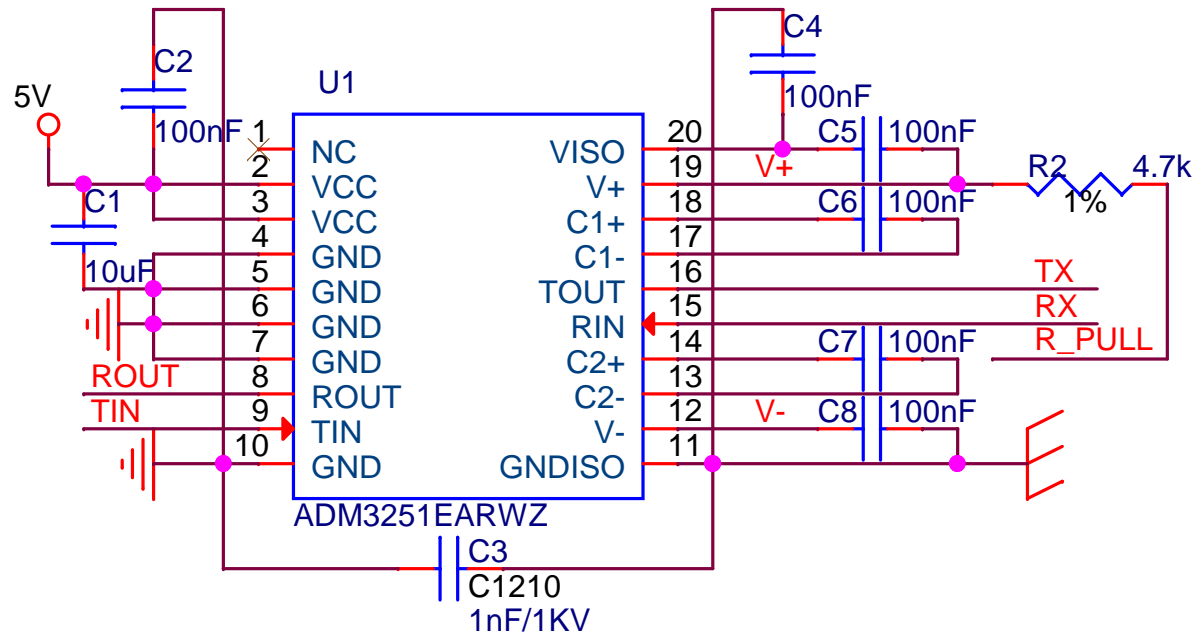 C4
C2
U1
5V
100nF
100nF
1
NC
VISO
20
C5
100nF
2
VCC
V+
19
V+
R2
4.7k
1%
C1
3
VCC
C1+
18
C6
100nF
4
GND
C1-
17
10uF
5
GND
TOUT
16
TX
6
GND
RIN
15
RX
7
GND
C2+
14
C7
100nF
R_PULL
ROUT
8
ROUT
C2-
13
TIN
9
TIN
V-
12
V-
C8
100nF
10
GND
GNDISO
11
ADM3251EARWZ
C3
C1210
1nF/1KV